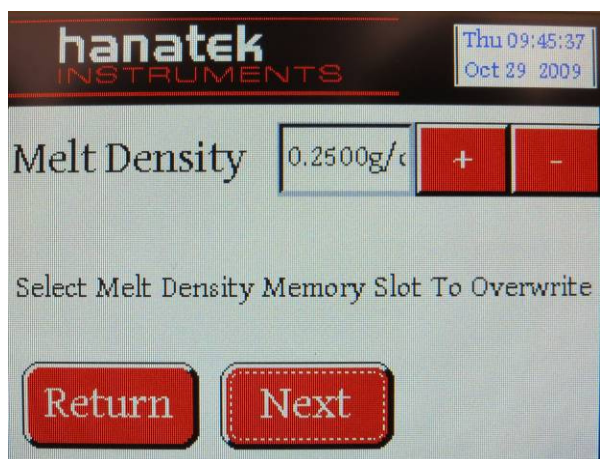 hanatek
INSTRUMENTS
Thu 09:45:37
Oct 29 2009
Melt Density
0.2500g/c
+
-
Select Melt Density Memory Slot To Overwrite
Return
Next